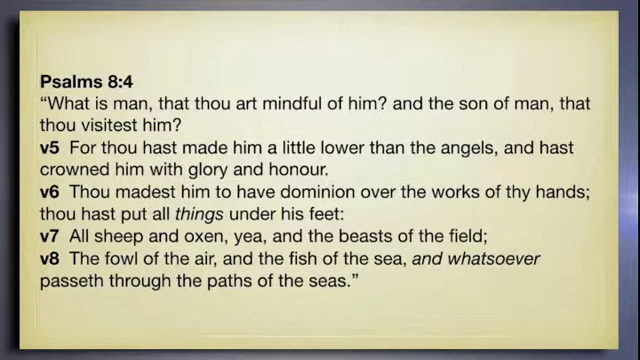 Psalms 8:4
“What is man, that thou art mindful of him? and the son of man, that
thou visitest him?
v5 For thou hast made him a little lower than the angels, and hast
crowned him with glory and honour.
v6 Thou madest him to have dominion over the works of thy hands;
thou hast put all things under his feet:
v7 All sheep and oxen, yea, and the beasts of the field;
v8 The fowl of the air, and the fish of the sea, and whatsoever
passeth through the paths of the seas.”